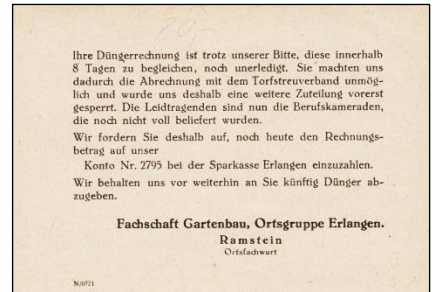 Ihre Düngerrechnung ist trotz unserer Bitte, diese innerhalb
8 Tagen zu begleichen, noch unerledigt. Sie machten uns
dadurch die Abrechnung mit dem Torfstreuverband unmög-
lich und wurde uns deshalb eine weitere Zuteilung vorerst
gesperrt. Die Leidtragenden sind nun die Berufskameraden,
die noch nicht voll beliefert wurden.
Wir fordern Sie deshalb auf, noch heute den Rechnungs-
betrag auf unser
Konto Nr. 2795 bei der Sparkasse Erlangen einzuzahlen.
Wir behalten uns vor weiterhin an Sie künftig Dünger ab-
zugeben.
Fachschaft Gartenbau, Ortsgruppe Erlangen.
Ramstein
Ortsfachwart